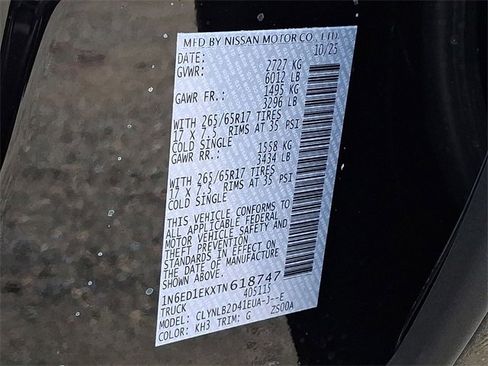 MFD BY NISSAN MOTOR CO., LTD.
DATE: 10/25
GVWR: 2727 KG
6012 LB
GAWR FR.: 1495 KG
3296 LB
WITH 265/65R17 TIRES
17 X 7.5 RIMS AT 35 PSI
COLD SINGLE
GAWR RR.: 1558 KG
3434 LB
WITH 265/65R17 TIRES
17 X 7.5 RIMS AT 35 PSI
COLD SINGLE
THIS VEHICLE CONFORMS TO
ALL APPLICABLE FEDERAL
MOTOR VEHICLE SAFETY AND
THEFT PREVENTION
STANDARDS IN EFFECT ON
THE DATE OF MANUFACTURE
SHOWN ABOVE.
1N6ED1EKXTN618747
TRUCK 4D5115
MODEL: CLYNLB2D41EUA-J--E
COLOR: KH3 TRIM: G ZS00A